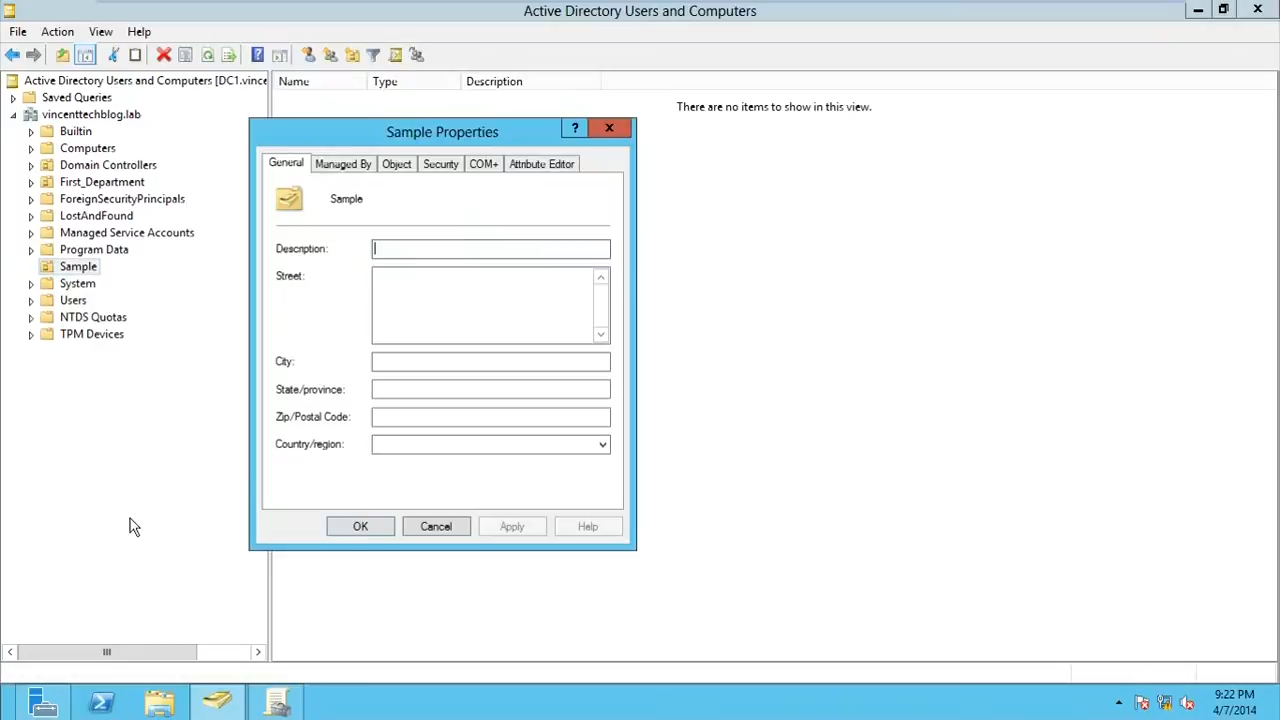 Active Directory Users and Computers
File Action View Help
Active Directory Users and Computers [DC1.vince
Saved Queries
vincenttechblog.lab
Builtin
Computers
Domain Controllers
First_Department
ForeignSecurityPrincipals
LostAndFound
Managed Service Accounts
Program Data
Sample
System
Users
NTDS Quotas
TPM Devices
Name Type Description
There are no items to show in this view.
Sample Properties
General Managed By Object Security COM+ Attribute Editor
Sample
Description:
Street:
City:
State/province:
Zip/Postal Code:
Country/region:
OK Cancel Apply Help
9:22 PM
4/7/2014